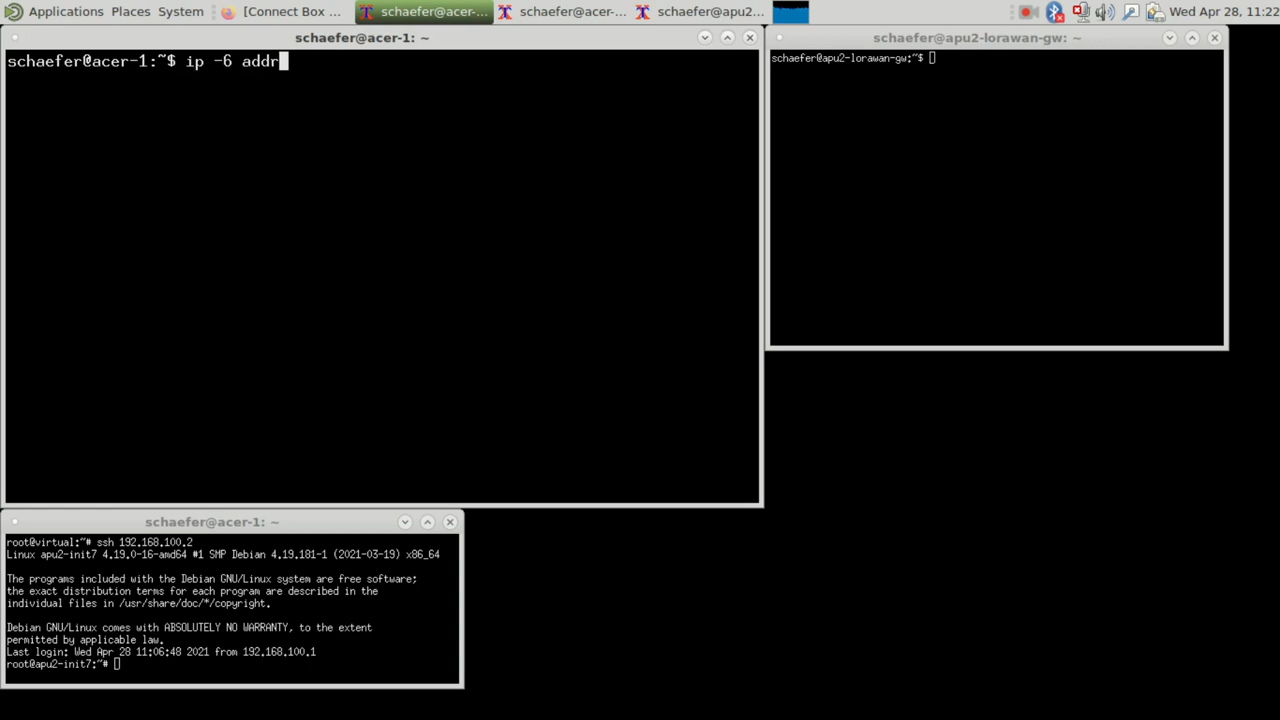 Applications Places System [Connect Box ... schaefer@acer-... schaefer@acer-... schaefer@apu2... Wed Apr 28, 11:22
schaefer@acer-1: ~
schaefer@acer-1:~$ ip -6 addr
schaefer@apu2-lorawan-gw: ~
schaefer@apu2-lorawan-gw:~$
schaefer@acer-1: ~
root@virtual:~# ssh 192.168.100.2
Linux apu2-init7 4.19.0-16-amd64 #1 SMP Debian 4.19.181-1 (2021-03-19) x86_64
The programs included with the Debian GNU/Linux system are free software;
the exact distribution terms for each program are described in the
individual files in /usr/share/doc/*/copyright.
Debian GNU/Linux comes with ABSOLUTELY NO WARRANTY, to the extent
permitted by applicable law.
Last login: Wed Apr 28 11:06:48 2021 from 192.168.100.1
root@apu2-init7:~#